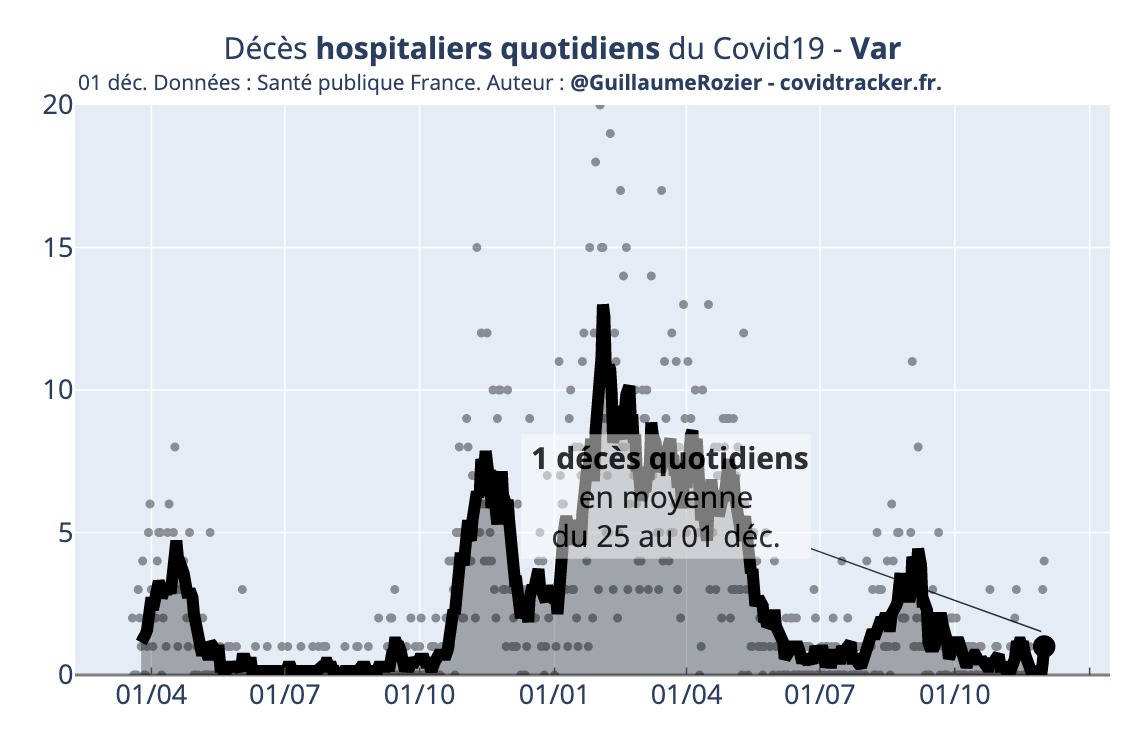 Décès hospitaliers quotidiens du Covid19 - Var
01 déc. Données : Santé publique France. Auteur : @GuillaumeRozier - covidtracker.fr.
20
15
10
5
0
1 décès quotidiens
en moyenne
du 25 au 01 déc.
01/04 01/07 01/10 01/01 01/04 01/07 01/10